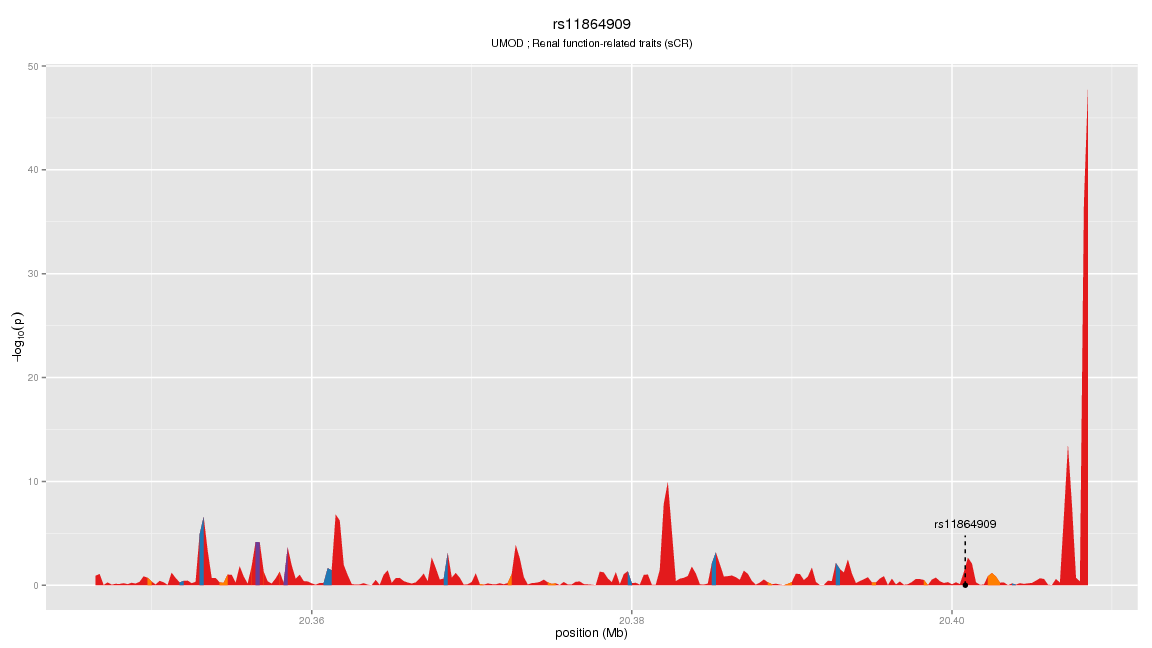 rs11864909
UMOD ; Renal function-related traits (sCR)
50
40
30
20
10
0
−log10(p)
rs11864909
20.36
20.38
20.40
position (Mb)